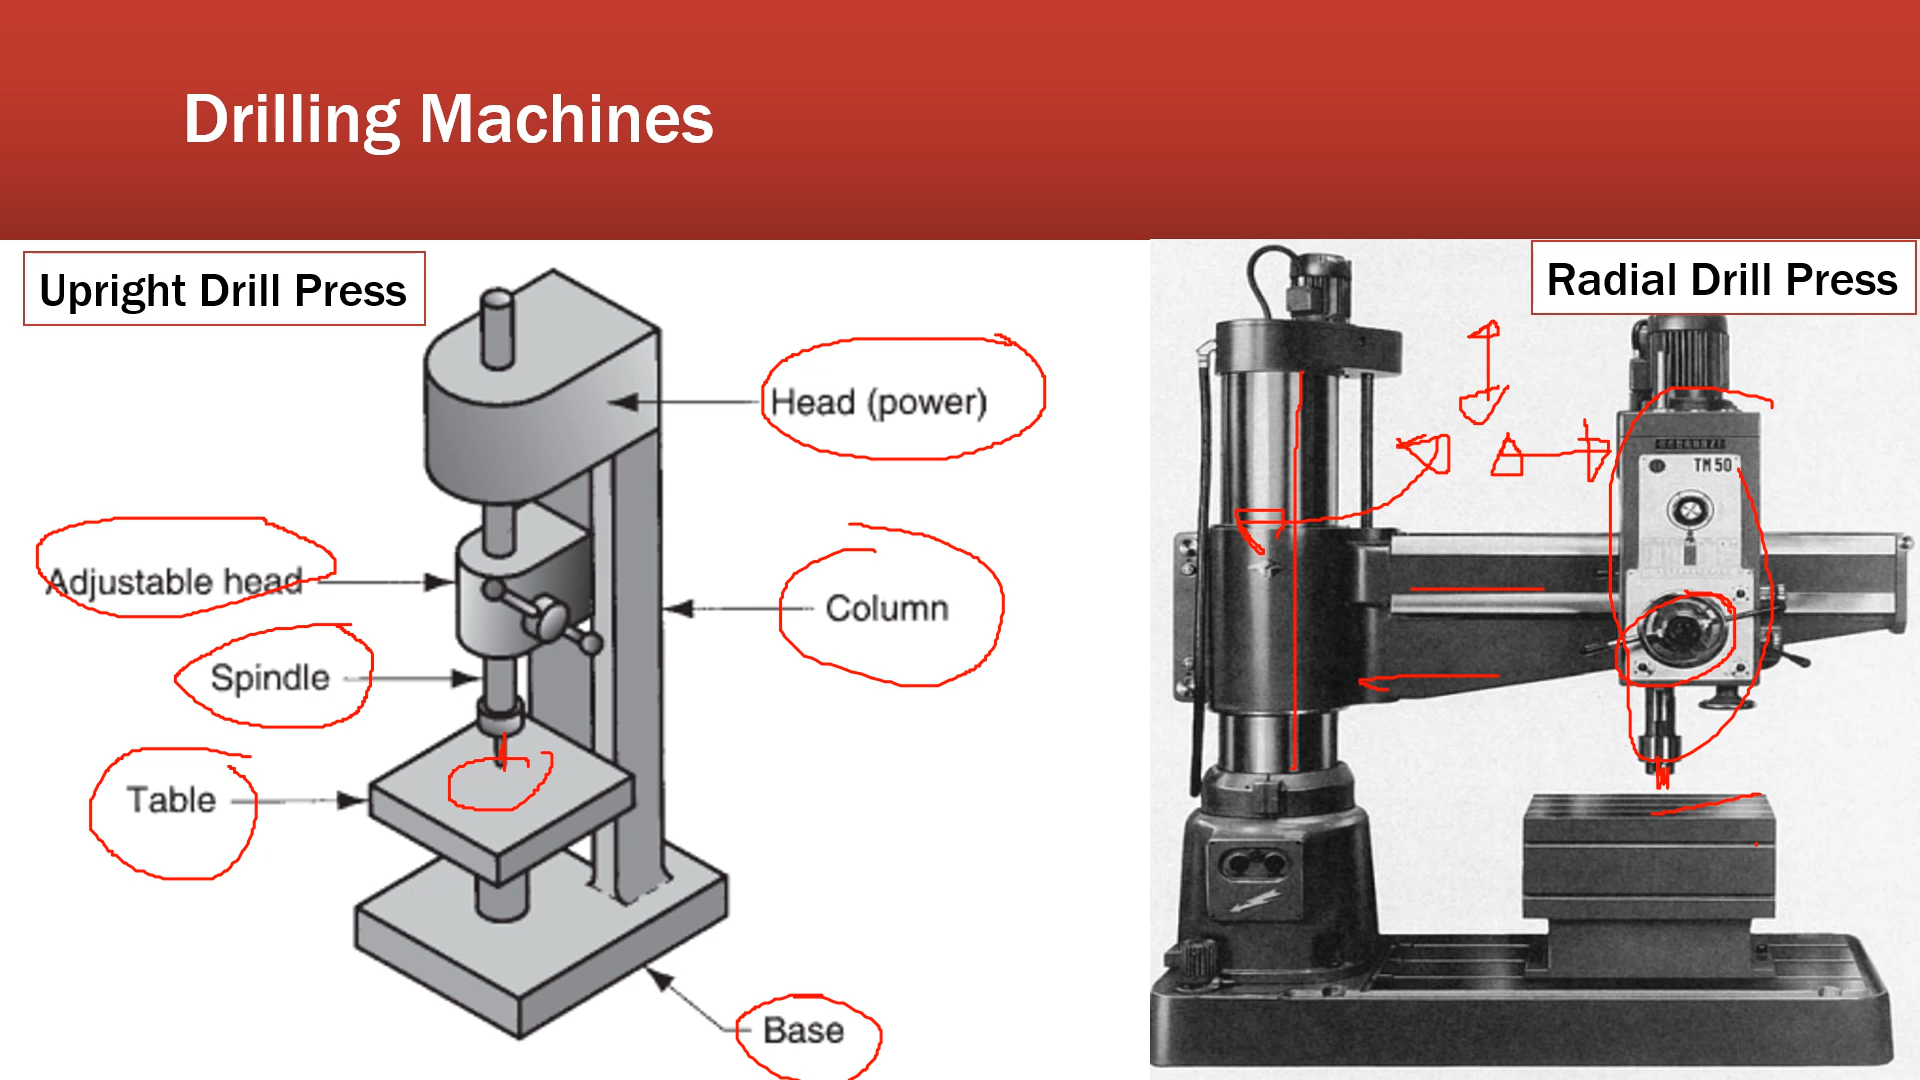 Drilling Machines
Upright Drill Press
Radial Drill Press
Head (power)
Adjustable head
Column
Spindle
Table
Base
TM 50